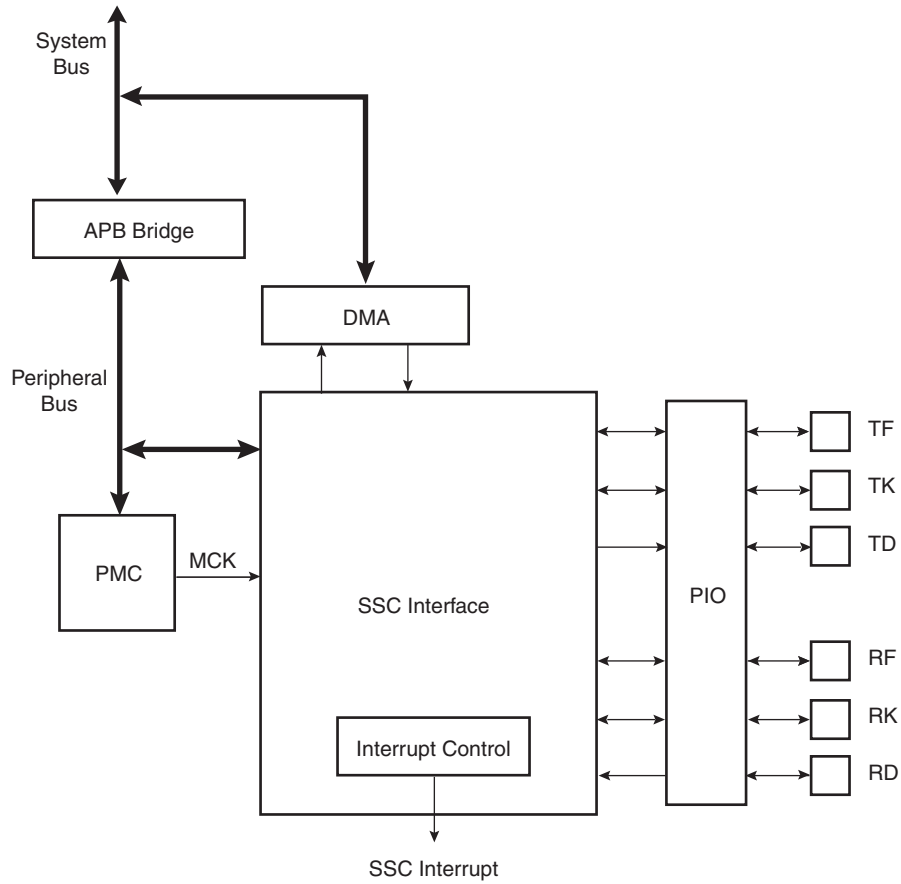 System
Bus
APB Bridge
DMA
Peripheral
Bus
TF
TK
PMC
MCK
TD
SSC Interface
PIO
RF
RK
Interrupt Control
RD
SSC Interrupt